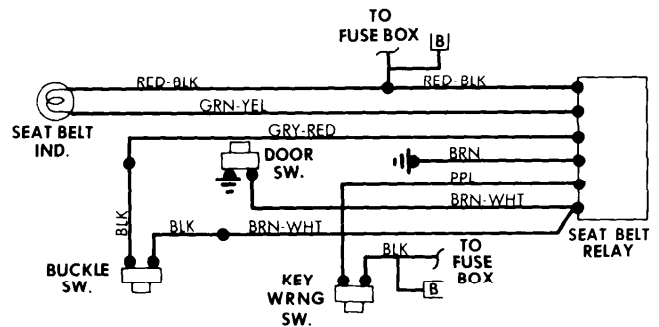 TO
FUSE BOX
B
RED-BLK
RED-BLK
GRN-YEL
SEAT BELT
IND.
GRY-RED
DOOR
SW.
BRN
PPL
BRN-WHT
BLK
BLK
BRN-WHT
SEAT BELT
RELAY
BUCKLE
SW.
KEY
WRNG
SW.
BLK
TO
FUSE
BOX
B